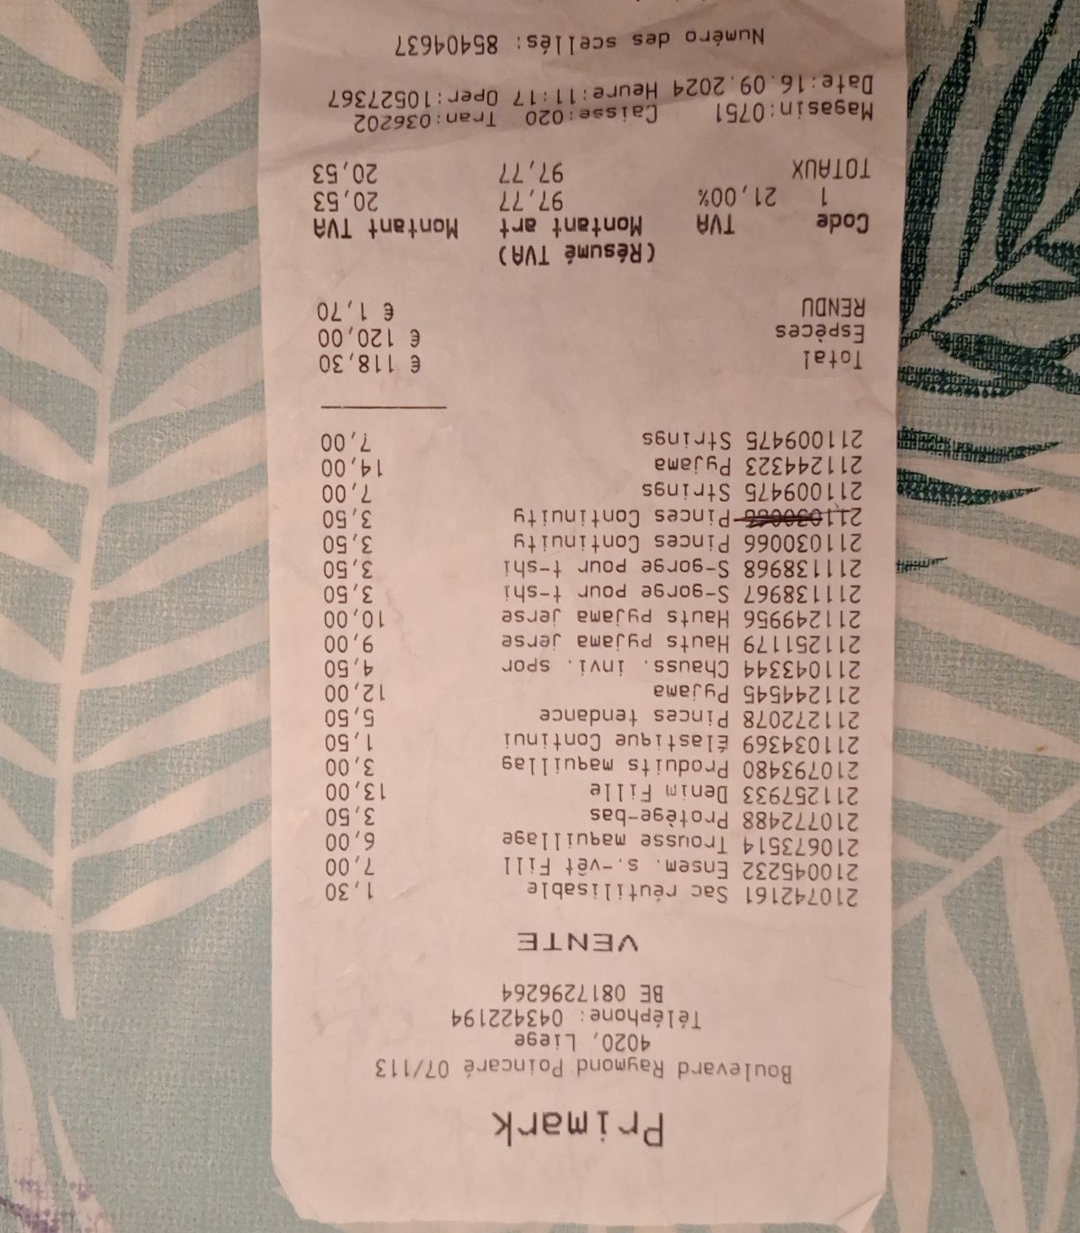 Primark
Boulevard Raymond Poincaré 07/113
4020, Liege
Téléphone: 043422194
BE 0817296264
VENTE
210742161 Sac réutilisable 1,30
210045232 Ensem. s.-vêt Fill 7,00
210673514 Trousse maquillage 6,00
210772488 Protège-bas 3,50
211257933 Denim Fille 13,00
210793480 Produits maquillag 3,00
211034369 Élastique Continui 1,50
211272078 Pinces tendance 5,50
211244545 Pyjama 12,00
211043344 Chauss. invi. spor 4,50
211251179 Hauts pyjama jerse 9,00
211249956 Hauts pyjama jerse 10,00
211138967 S-gorge pour t-shi 3,50
211138968 S-gorge pour t-shi 3,50
211030066 Pinces Continuity 3,50
211030066 Pinces Continuity 3,50
211009475 Strings 7,00
211244323 Pyjama 14,00
211009475 Strings 7,00
Total € 118,30
Espèces € 120,00
RENDU € 1,70
(Résumé TVA)
Code TVA Montant art Montant TVA
1 21,00% 97,77 20,53
TOTAUX 97,77 20,53
Magasin:0751 Caisse:020 Tran:036202
Date:16.09.2024 Heure:11:17 Oper:10527367
Numéro des scellés: 85404637